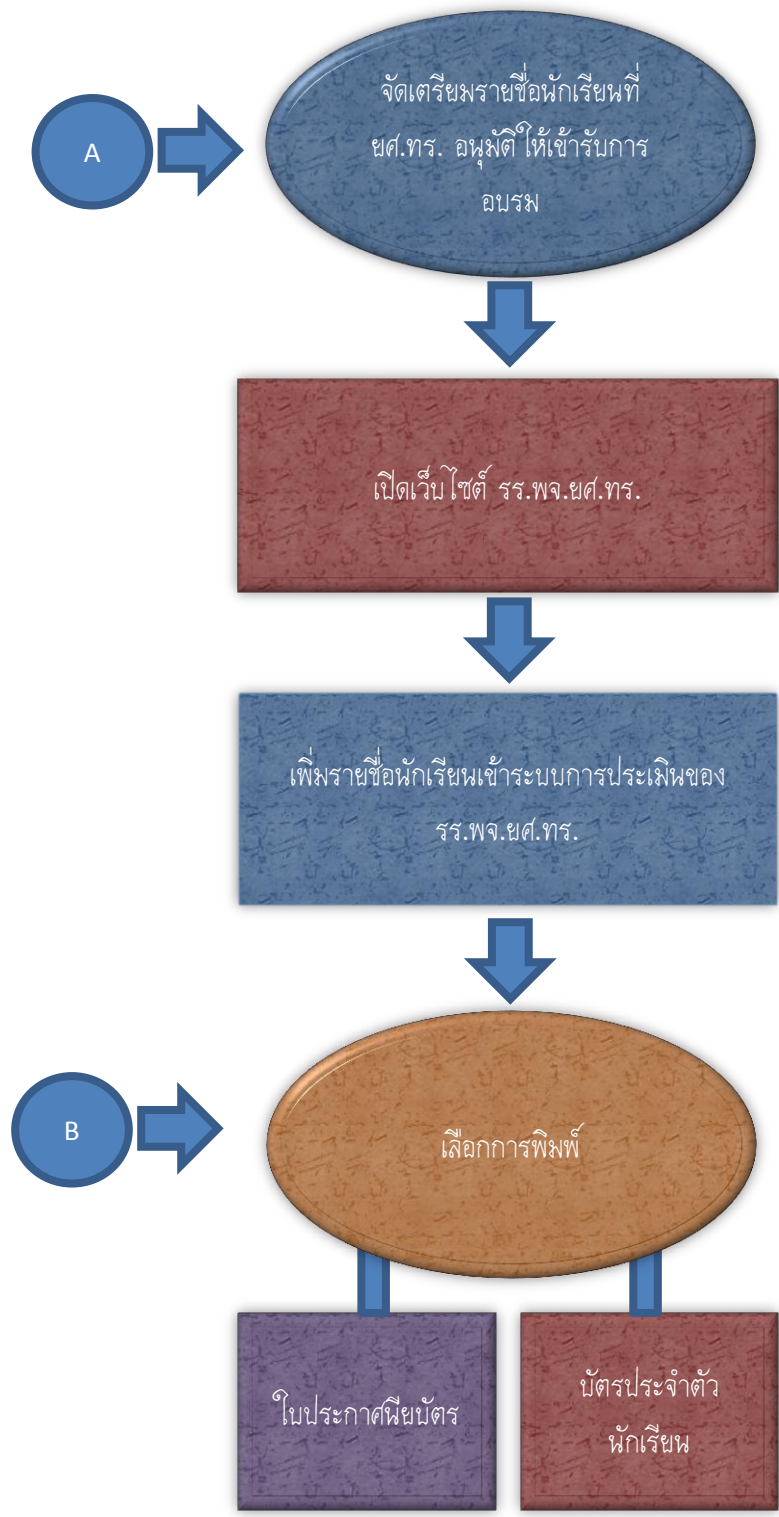 A
จัดเตรียมรายชื่อนักเรียนที่
ยศ.ทร. อนุมัติให้เข้ารับการ
อบรม
เปิดเว็บไซต์ รร.พจ.ยศ.ทร.
เพิ่มรายชื่อนักเรียนเข้าระบบการประเมินของ
รร.พจ.ยศ.ทร.
B
เลือกการพิมพ์
ใบประกาศนียบัตร
บัตรประจำตัว
นักเรียน